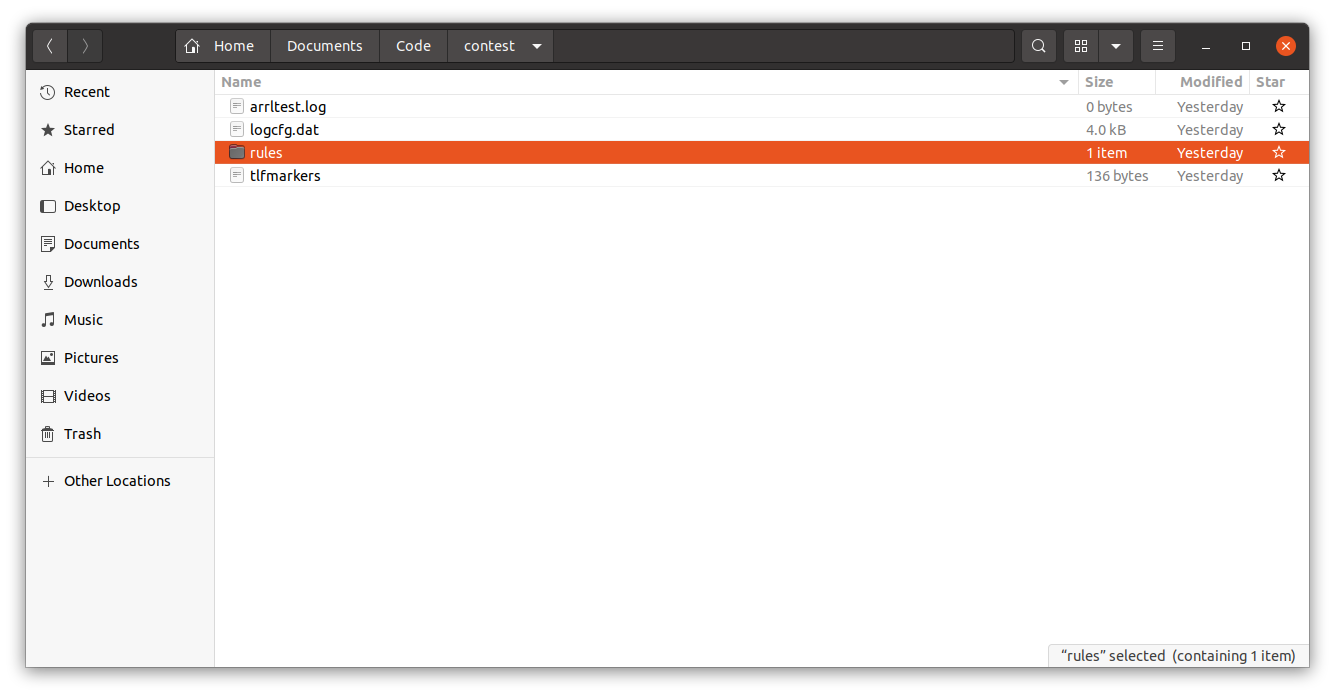 Home Documents Code contest
Recent
Starred
Home
Desktop
Documents
Downloads
Music
Pictures
Videos
Trash
Other Locations
Name Size Modified Star
arrltest.log 0 bytes Yesterday
logcfg.dat 4.0 kB Yesterday
rules 1 item Yesterday
tlfmarkers 136 bytes Yesterday
“rules” selected (containing 1 item)